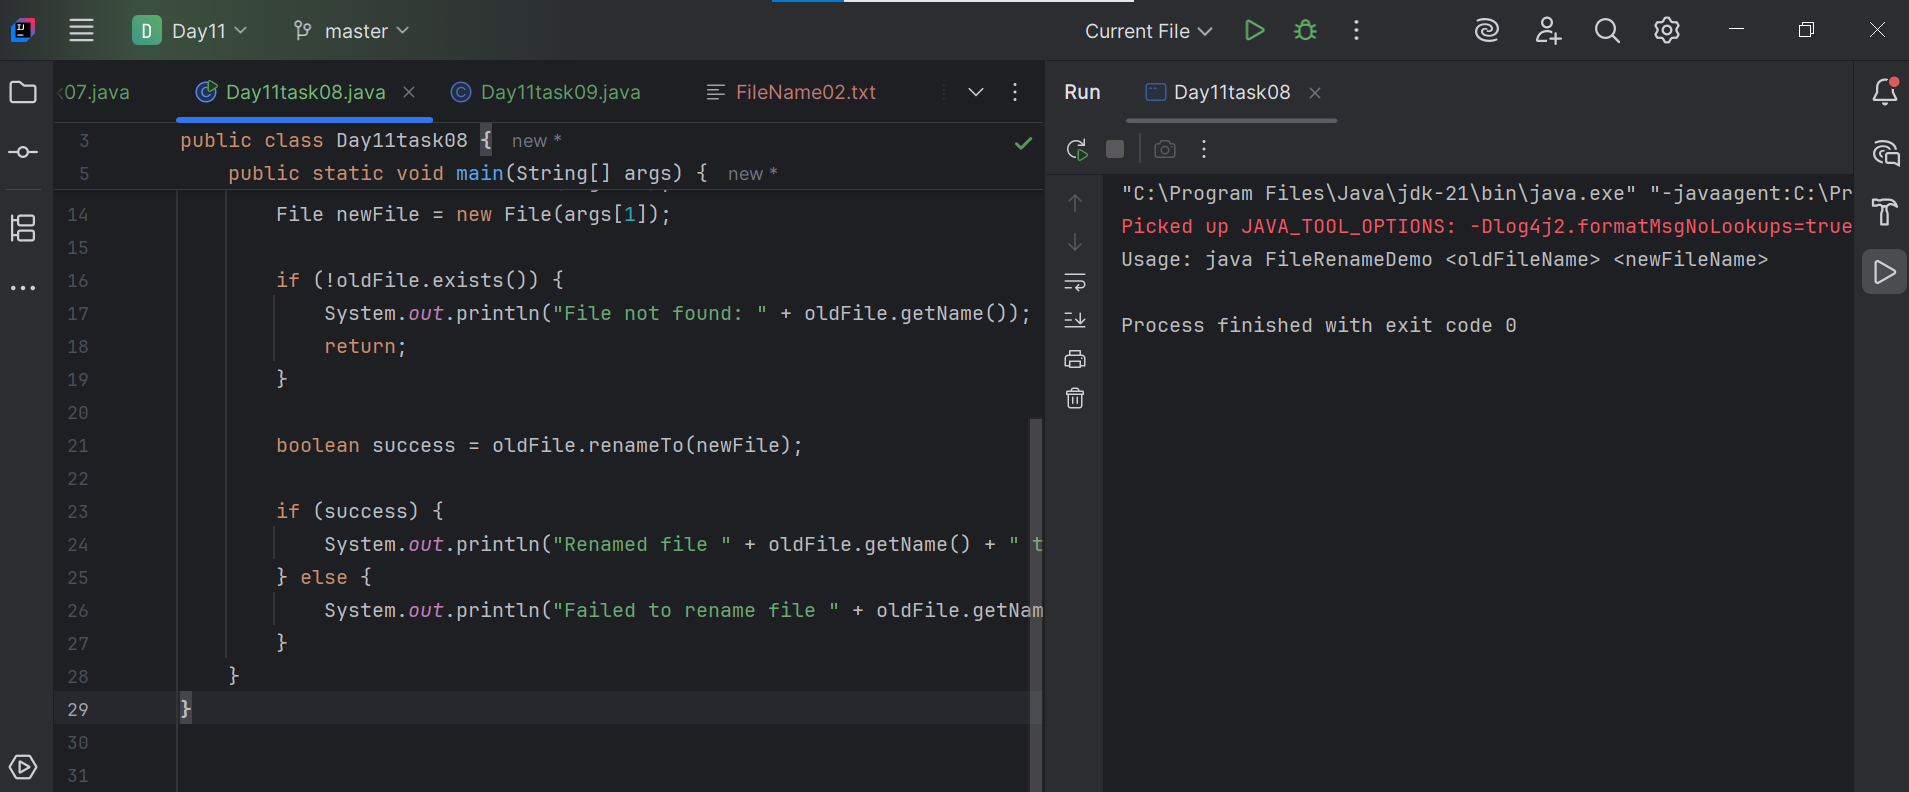 D Day11 master Current File
07.java Day11task08.java Day11task09.java FileName02.txt
3 public class Day11task08 { new *
5 public static void main(String[] args) { new *
14 File newFile = new File(args[1]);
15
16 if (!oldFile.exists()) {
17 System.out.println("File not found: " + oldFile.getName());
18 return;
19 }
20
21 boolean success = oldFile.renameTo(newFile);
22
23 if (success) {
24 System.out.println("Renamed file " + oldFile.getName() + " t
25 } else {
26 System.out.println("Failed to rename file " + oldFile.getNam
27 }
28 }
29 }
30
31
Run Day11task08
"C:\Program Files\Java\jdk-21\bin\java.exe" "-javaagent:C:\Pr
Picked up JAVA_TOOL_OPTIONS: -Dlog4j2.formatMsgNoLookups=true
Usage: java FileRenameDemo <oldFileName> <newFileName>
Process finished with exit code 0